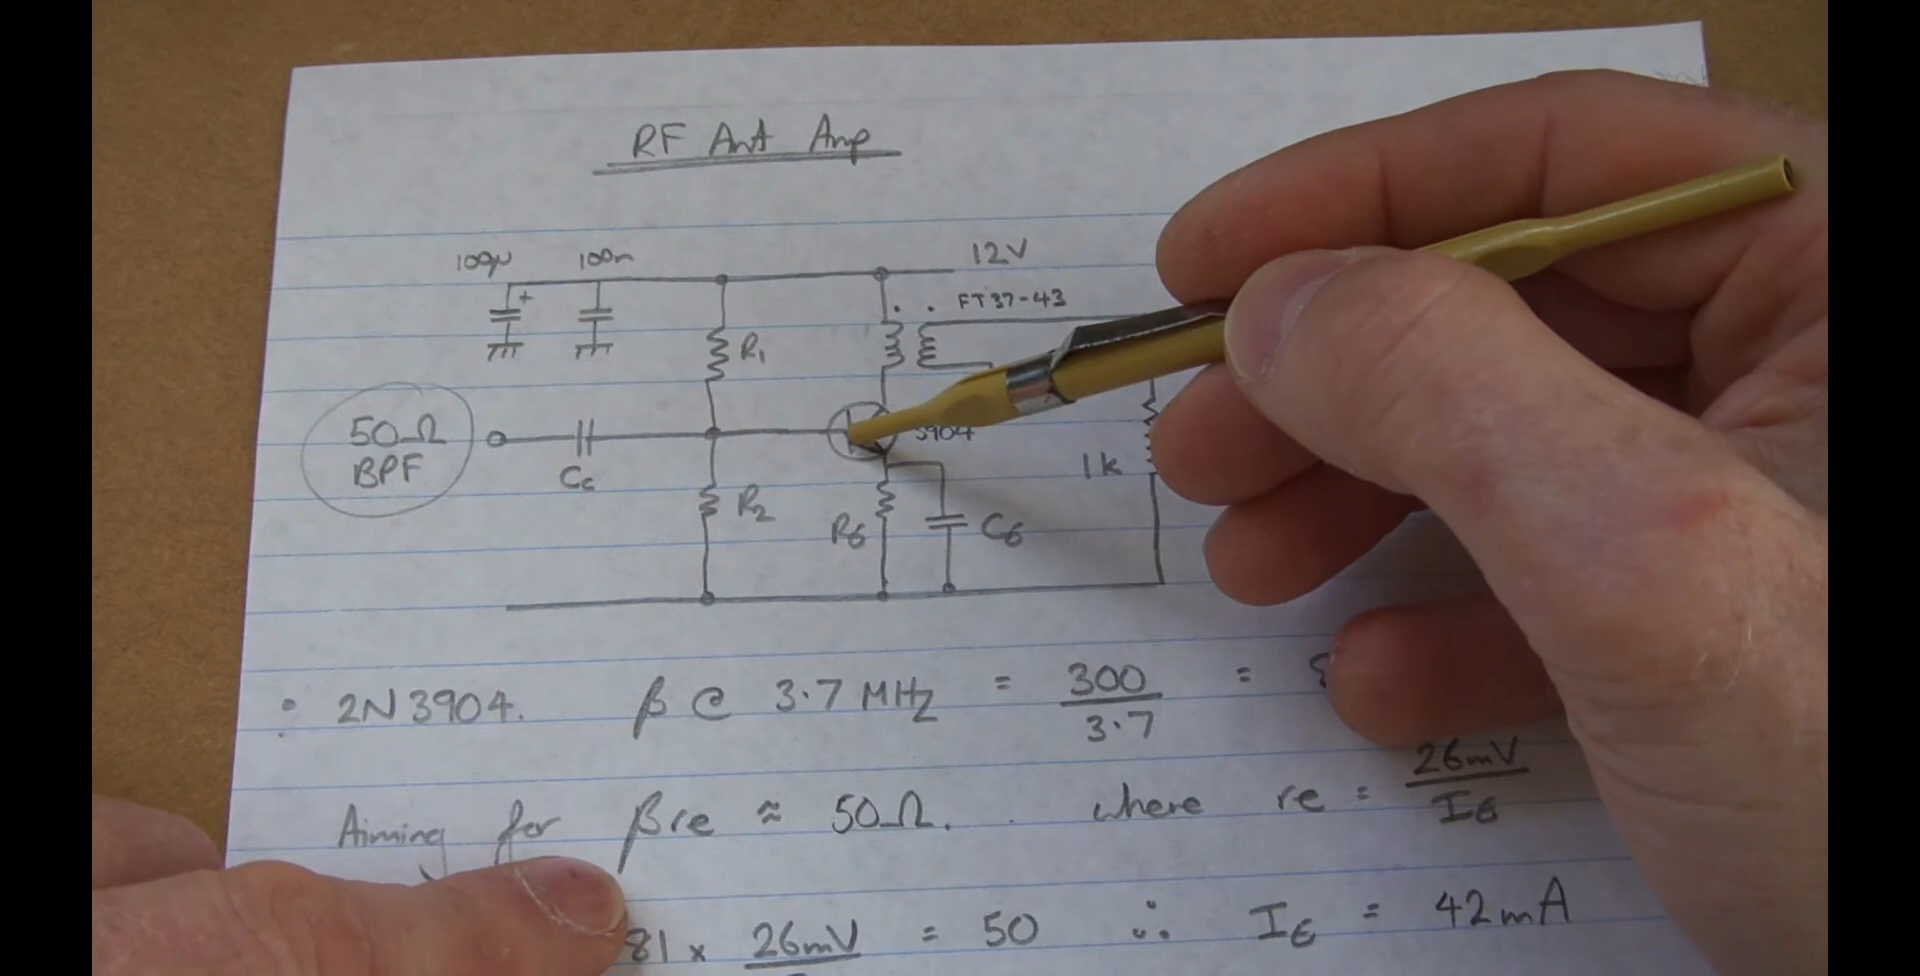 RF Ant Amp
100μ 100n 12V
+
FT37-43
R1
50Ω
BPF
Cc
3904
1k
R2
RE CE
• 2N3904. β @ 3.7 MHz = 300 / 3.7 =
Aiming for βre ≈ 50Ω. where re = 26mV / IE
81 × 26mV = 50 ∴ IE = 42mA